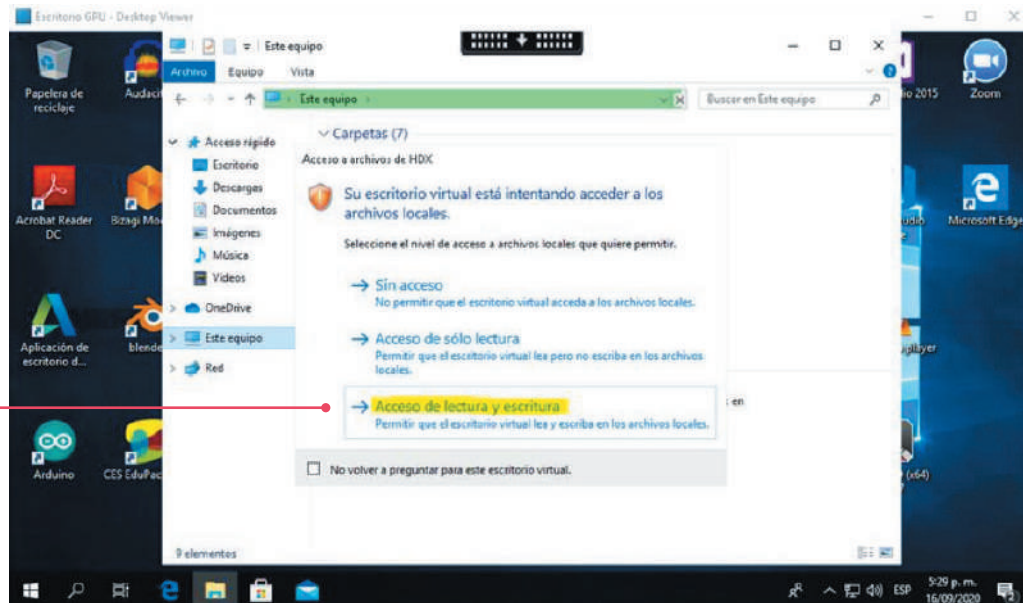 Escritorio GPU - Desktop Viewer
Este equipo
Archivo Equipo Vista
Este equipo
Buscar en Este equipo
Papelera de reciclaje
Acrobat Reader DC
Bizagi
Aplicación de escritorio d...
Arduino
CES EduPac
Acceso rápido
Escritorio
Descargas
Documentos
Imágenes
Música
Videos
OneDrive
Este equipo
Red
Carpetas (7)
Acceso a archivos de HDX
Su escritorio virtual está intentando acceder a los
archivos locales.
Seleccione el nivel de acceso a archivos locales que quiere permitir.
Sin acceso
No permitir que el escritorio virtual acceda a los archivos locales.
Acceso de sólo lectura
Permitir que el escritorio virtual lea pero no escriba en los archivos
locales.
Acceso de lectura y escritura
Permitir que el escritorio virtual lea y escriba en los archivos locales.
No volver a preguntar para este escritorio virtual.
en
9 elementos
2015
Zoom
Microsoft Edge
(x64)
ESP
5:29 p. m.
16/09/2020